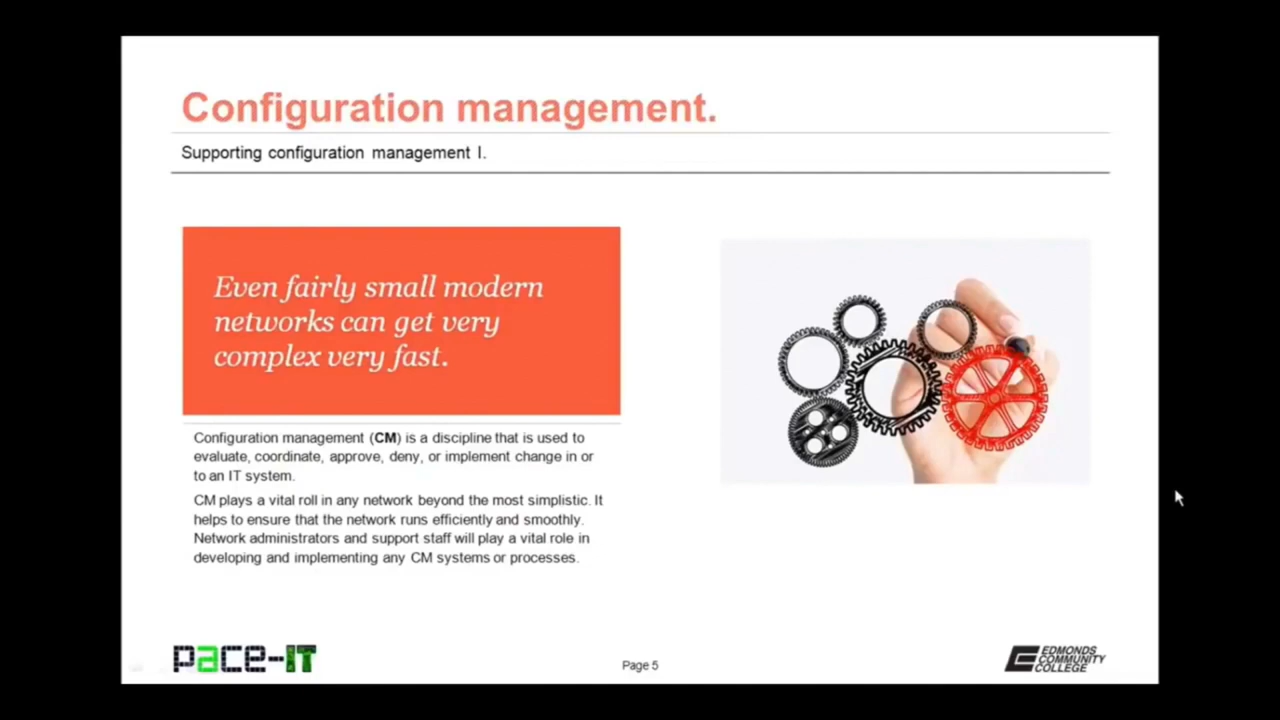 Configuration management.
Supporting configuration management I.
Even fairly small modern
networks can get very
complex very fast.
Configuration management (CM) is a discipline that is used to
evaluate, coordinate, approve, deny, or implement change in or
to an IT system.
CM plays a vital roll in any network beyond the most simplistic. It
helps to ensure that the network runs efficiently and smoothly.
Network administrators and support staff will play a vital role in
developing and implementing any CM systems or processes.
pace-IT
Page 5
EDMONDS
COMMUNITY
COLLEGE